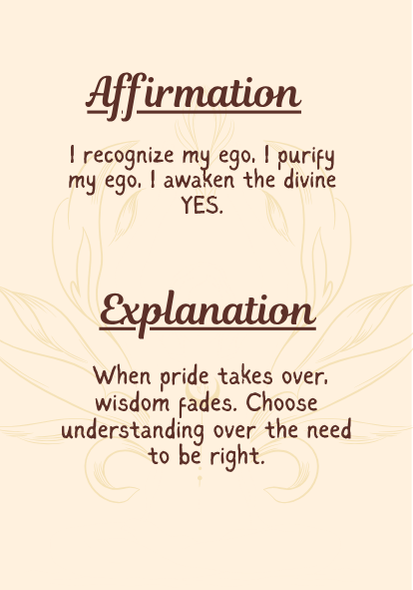 Affirmation
I recognize my ego, I purify
my ego, I awaken the divine
YES.
Explanation
When pride takes over,
wisdom fades. Choose
understanding over the need
to be right.